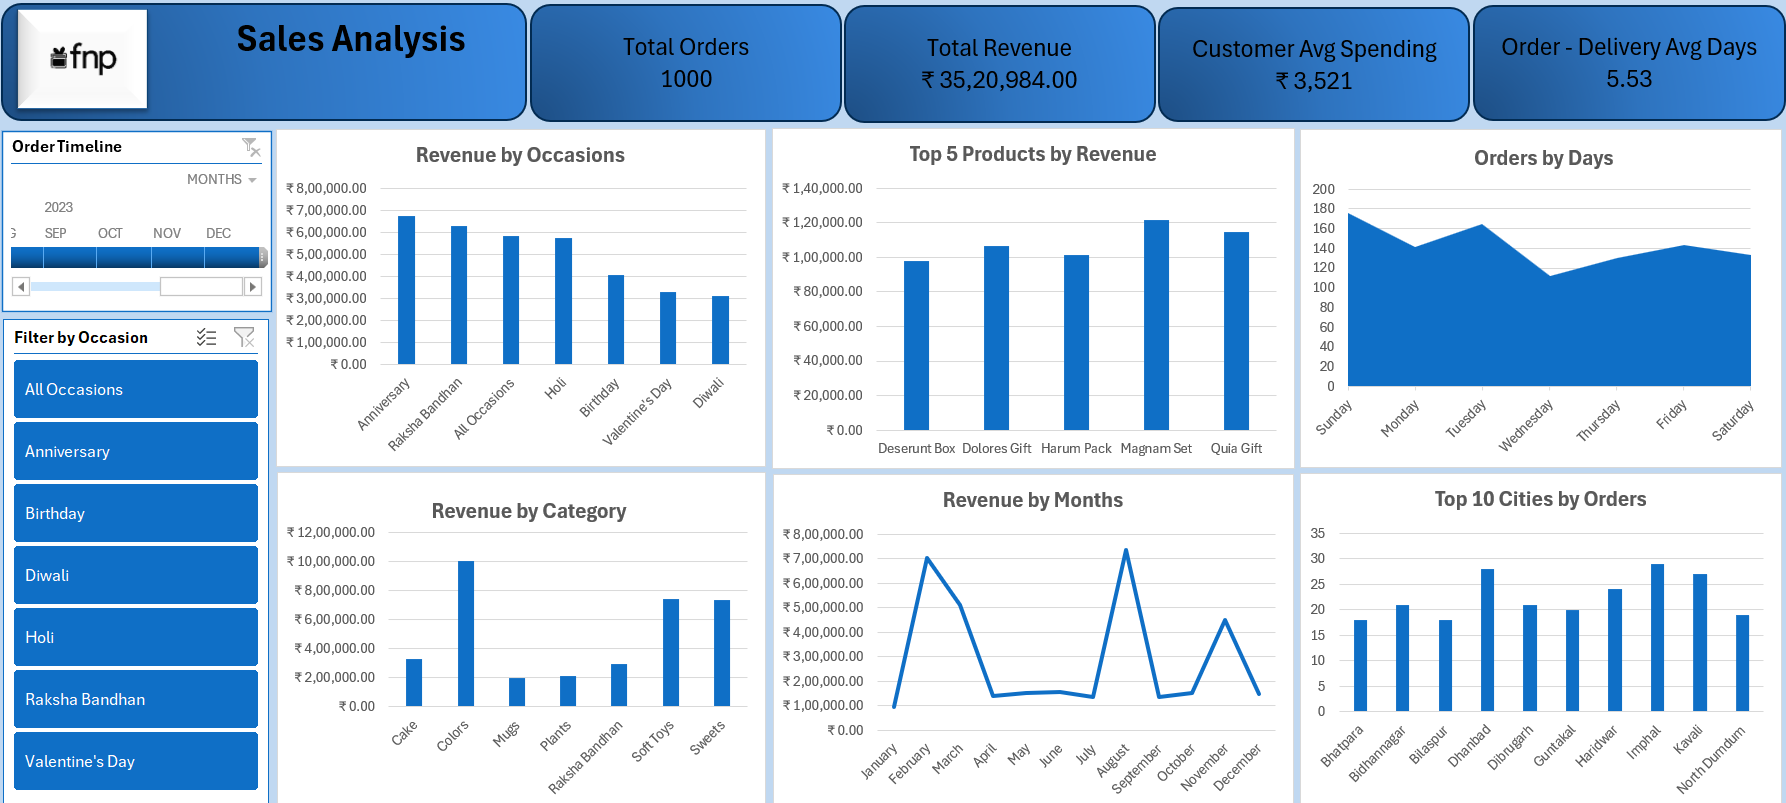 fnp
Sales Analysis
Total Orders
1000
Total Revenue
₹ 35,20,984.00
Customer Avg Spending
₹ 3,521
Order - Delivery Avg Days
5.53
Order Timeline
MONTHS
2023
SEP OCT NOV DEC
Filter by Occasion
All Occasions
Anniversary
Birthday
Diwali
Holi
Raksha Bandhan
Valentine's Day
Revenue by Occasions
₹ 8,00,000.00
₹ 7,00,000.00
₹ 6,00,000.00
₹ 5,00,000.00
₹ 4,00,000.00
₹ 3,00,000.00
₹ 2,00,000.00
₹ 1,00,000.00
₹ 0.00
Anniversary
Raksha Bandhan
All Occasions
Holi
Birthday
Valentine's Day
Diwali
Top 5 Products by Revenue
₹ 1,40,000.00
₹ 1,20,000.00
₹ 1,00,000.00
₹ 80,000.00
₹ 60,000.00
₹ 40,000.00
₹ 20,000.00
₹ 0.00
Deserunt Box Dolores Gift Harum Pack Magnam Set Quia Gift
Orders by Days
200
180
160
140
120
100
80
60
40
20
0
Sunday
Monday
Tuesday
Wednesday
Thursday
Friday
Saturday
Revenue by Category
₹ 12,00,000.00
₹ 10,00,000.00
₹ 8,00,000.00
₹ 6,00,000.00
₹ 4,00,000.00
₹ 2,00,000.00
₹ 0.00
Cake
Colors
Mugs
Plants
Raksha Bandhan
Soft Toys
Sweets
Revenue by Months
₹ 8,00,000.00
₹ 7,00,000.00
₹ 6,00,000.00
₹ 5,00,000.00
₹ 4,00,000.00
₹ 3,00,000.00
₹ 2,00,000.00
₹ 1,00,000.00
₹ 0.00
January
February
March
April
May
June
July
August
September
October
November
December
Top 10 Cities by Orders
35
30
25
20
15
10
5
0
Bhatpara
Bidhannagar
Bilaspur
Dhanbad
Dibrugarh
Guntakal
Haridwar
Imphal
Kavali
North Dumdum